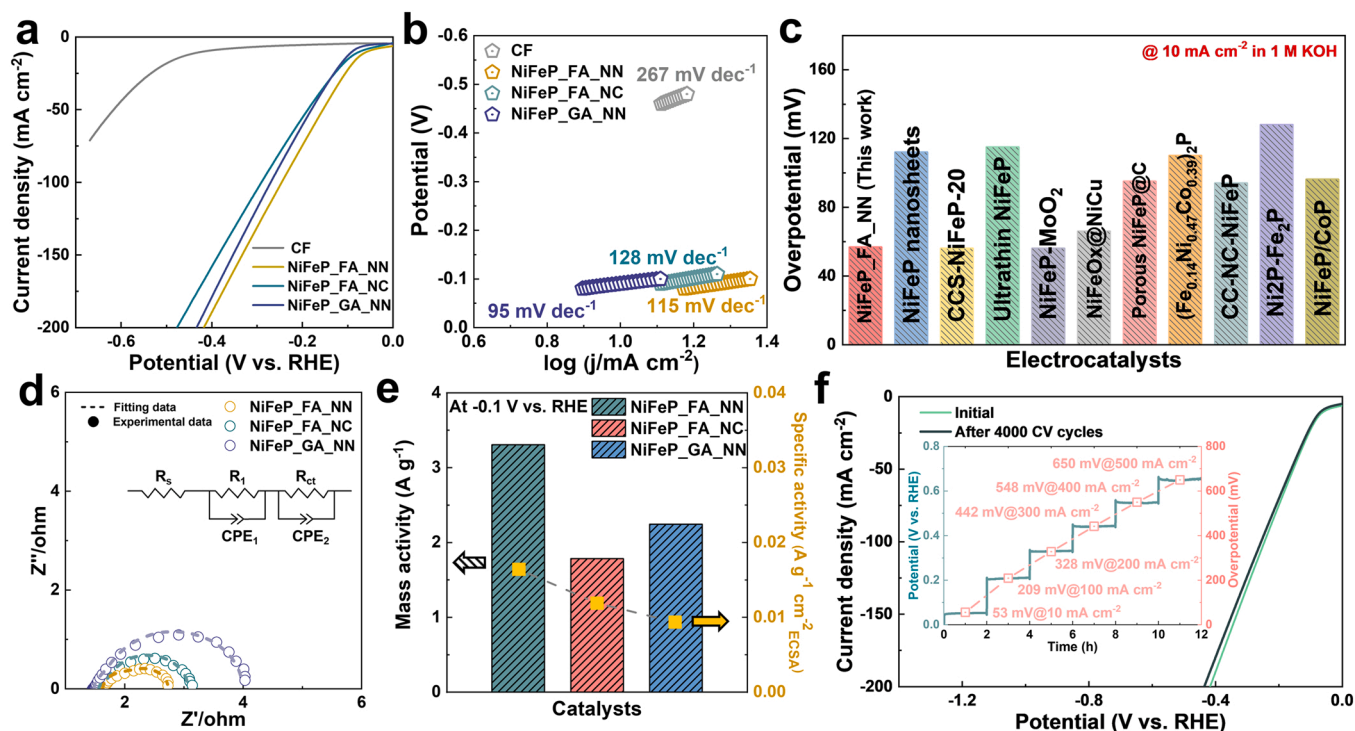 a
0
-50
-100
-150
-200
Current density (mA cm-2)
-0.6
-0.4
-0.2
0.0
Potential (V vs. RHE)
CF
NiFeP_FA_NN
NiFeP_FA_NC
NiFeP_GA_NN
b
-0.6
-0.5
-0.4
-0.3
-0.2
-0.1
0.0
Potential (V)
CF
NiFeP_FA_NN
NiFeP_FA_NC
NiFeP_GA_NN
267 mV dec-1
128 mV dec-1
95 mV dec-1
115 mV dec-1
0.6
0.8
1.0
1.2
1.4
1.6
log (j/mA cm-2)
c
@ 10 mA cm-2 in 1 M KOH
160
120
80
40
0
Overpotential (mV)
NiFeP_FA_NN (This work)
NiFeP nanosheets
CCS-NiFeP-20
Ultrathin NiFeP
NiFeP-MoO2
NiFeOx@NiCu
Porous NiFeP@C
(Fe0.14Ni0.47Co0.39)2P
CC-NC-NiFeP
Ni2P-Fe2P
NiFeP/CoP
Electrocatalysts
d
6
4
2
0
Z''/ohm
Fitting data
Experimental data
NiFeP_FA_NN
NiFeP_FA_NC
NiFeP_GA_NN
Rs
R1
Rct
CPE1
CPE2
2
4
6
Z'/ohm
e
4
3
2
1
0
Mass activity (A g-1)
At -0.1 V vs. RHE
NiFeP_FA_NN
NiFeP_FA_NC
NiFeP_GA_NN
0.04
0.03
0.02
0.01
0.00
Specific activity (A g-1 cm-2ECSA)
Catalysts
f
0
-50
-100
-150
-200
Current density (mA cm-2)
Initial
After 4000 CV cycles
0.8
0.6
0.4
0.2
0.0
Potential (V vs. RHE)
650 mV@500 mA cm-2
548 mV@400 mA cm-2
442 mV@300 mA cm-2
328 mV@200 mA cm-2
209 mV@100 mA cm-2
53 mV@10 mA cm-2
800
600
400
200
0
Overpotential (mV)
0
2
4
6
8
10
12
Time (h)
-1.2
-0.8
-0.4
0.0
Potential (V vs. RHE)